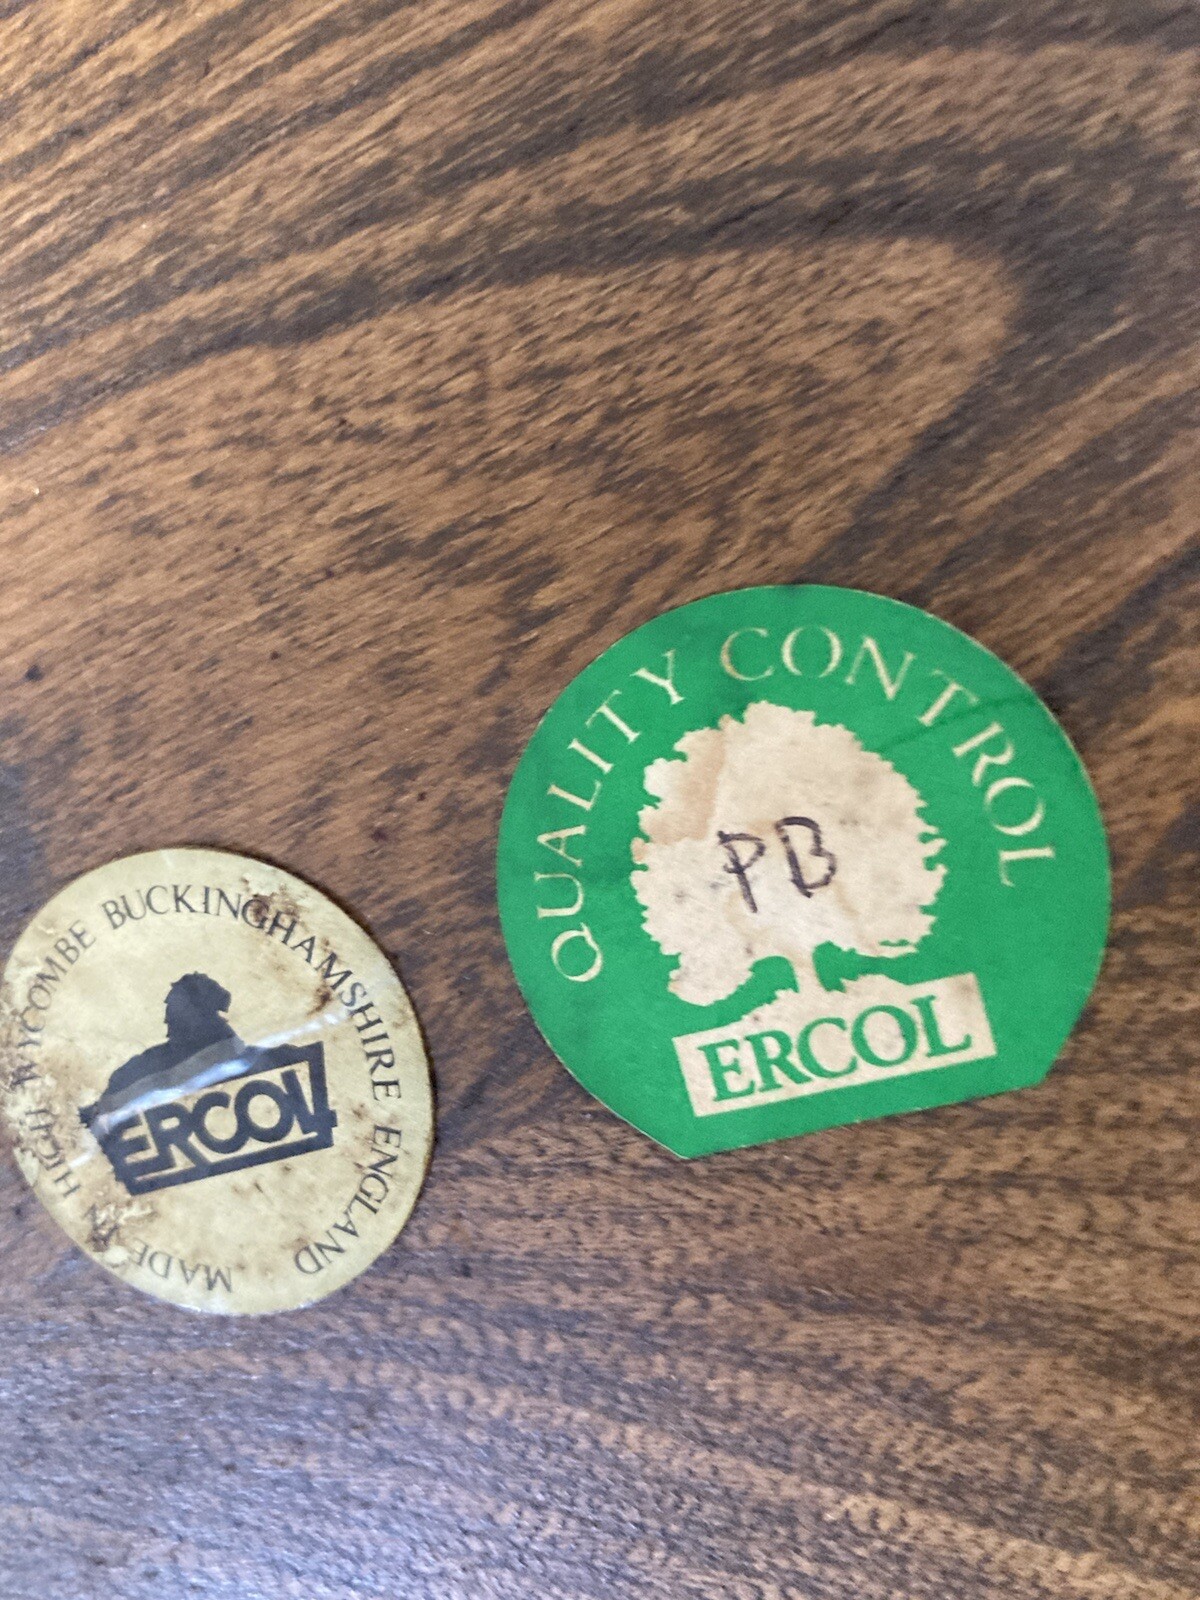 QUALITY CONTROL
PB
ERCOL
MADE IN HIGH WYCOMBE BUCKINGHAMSHIRE ENGLAND
ERCOL